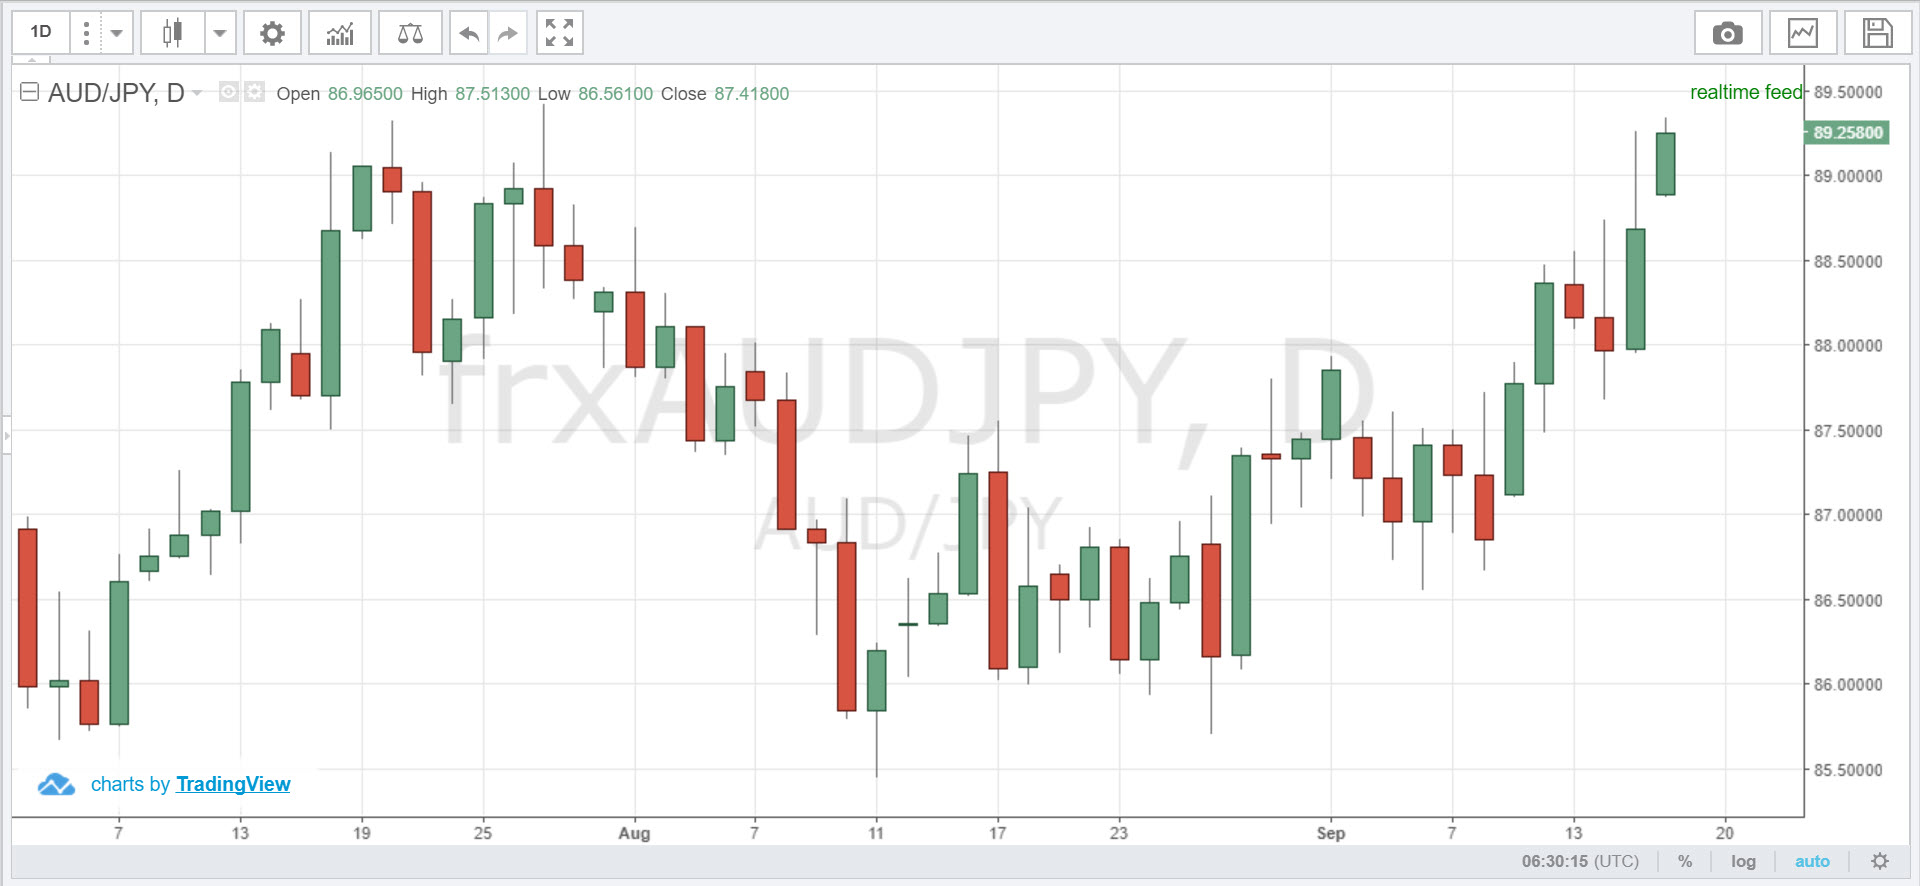 1D
AUD/JPY, D Open 86.96500 High 87.51300 Low 86.56100 Close 87.41800
realtime feed
89.50000
89.25800
89.00000
88.50000
88.00000
87.50000
87.00000
86.50000
86.00000
85.50000
frxAUDJPY, D
AUD/JPY
charts by TradingView
7 13 19 25 Aug 7 11 17 23 Sep 7 13 20
06:30:15 (UTC) % log auto